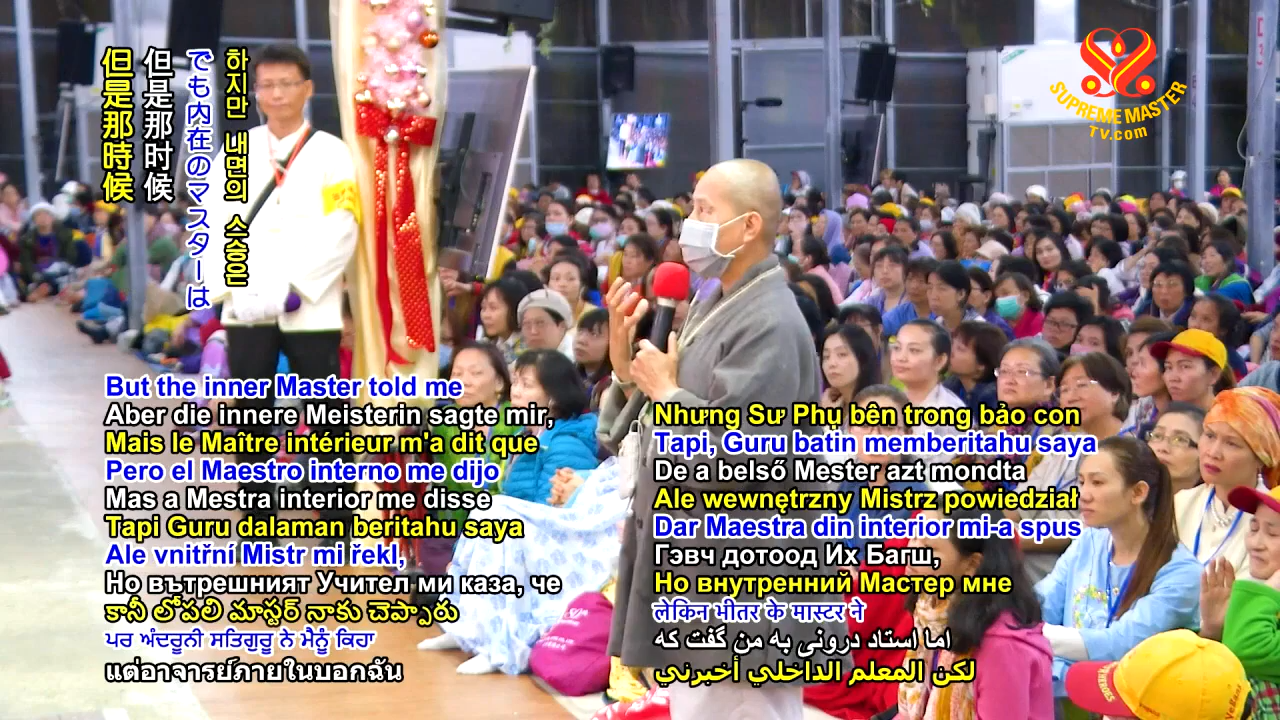 但是那時候
但是那时候
でも内在のマスターは
하지만 내면의 스승은
SUPREME MASTER
TV.com
But the inner Master told me
Aber die innere Meisterin sagte mir,
Mais le Maître intérieur m'a dit que
Pero el Maestro interno me dijo
Mas a Mestra interior me disse
Tapi Guru dalaman beritahu saya
Ale vnitřní Mistr mi řekl,
Но вътрешният Учител ми каза, че
కానీ లోపలి మాస్టర్ నాకు చెప్పారు
ਪਰ ਅੰਦਰੂਨੀ ਸਤਿਗੁਰੂ ਨੇ ਮੈਨੂੰ ਕਿਹਾ
แต่อาจารย์ภายในบอกฉัน
Nhưng Sư Phụ bên trong bảo con
Tapi, Guru batin memberitahu saya
De a belső Mester azt mondta
Ale wewnętrzny Mistrz powiedział
Dar Maestra din interior mi-a spus
Гэвч дотоод Их Багш,
Но внутренний Мастер мне
लेकिन भीतर के मास्टर ने
اما استاد درونی به من گفت که
لكن المعلم الداخلي أخبرني